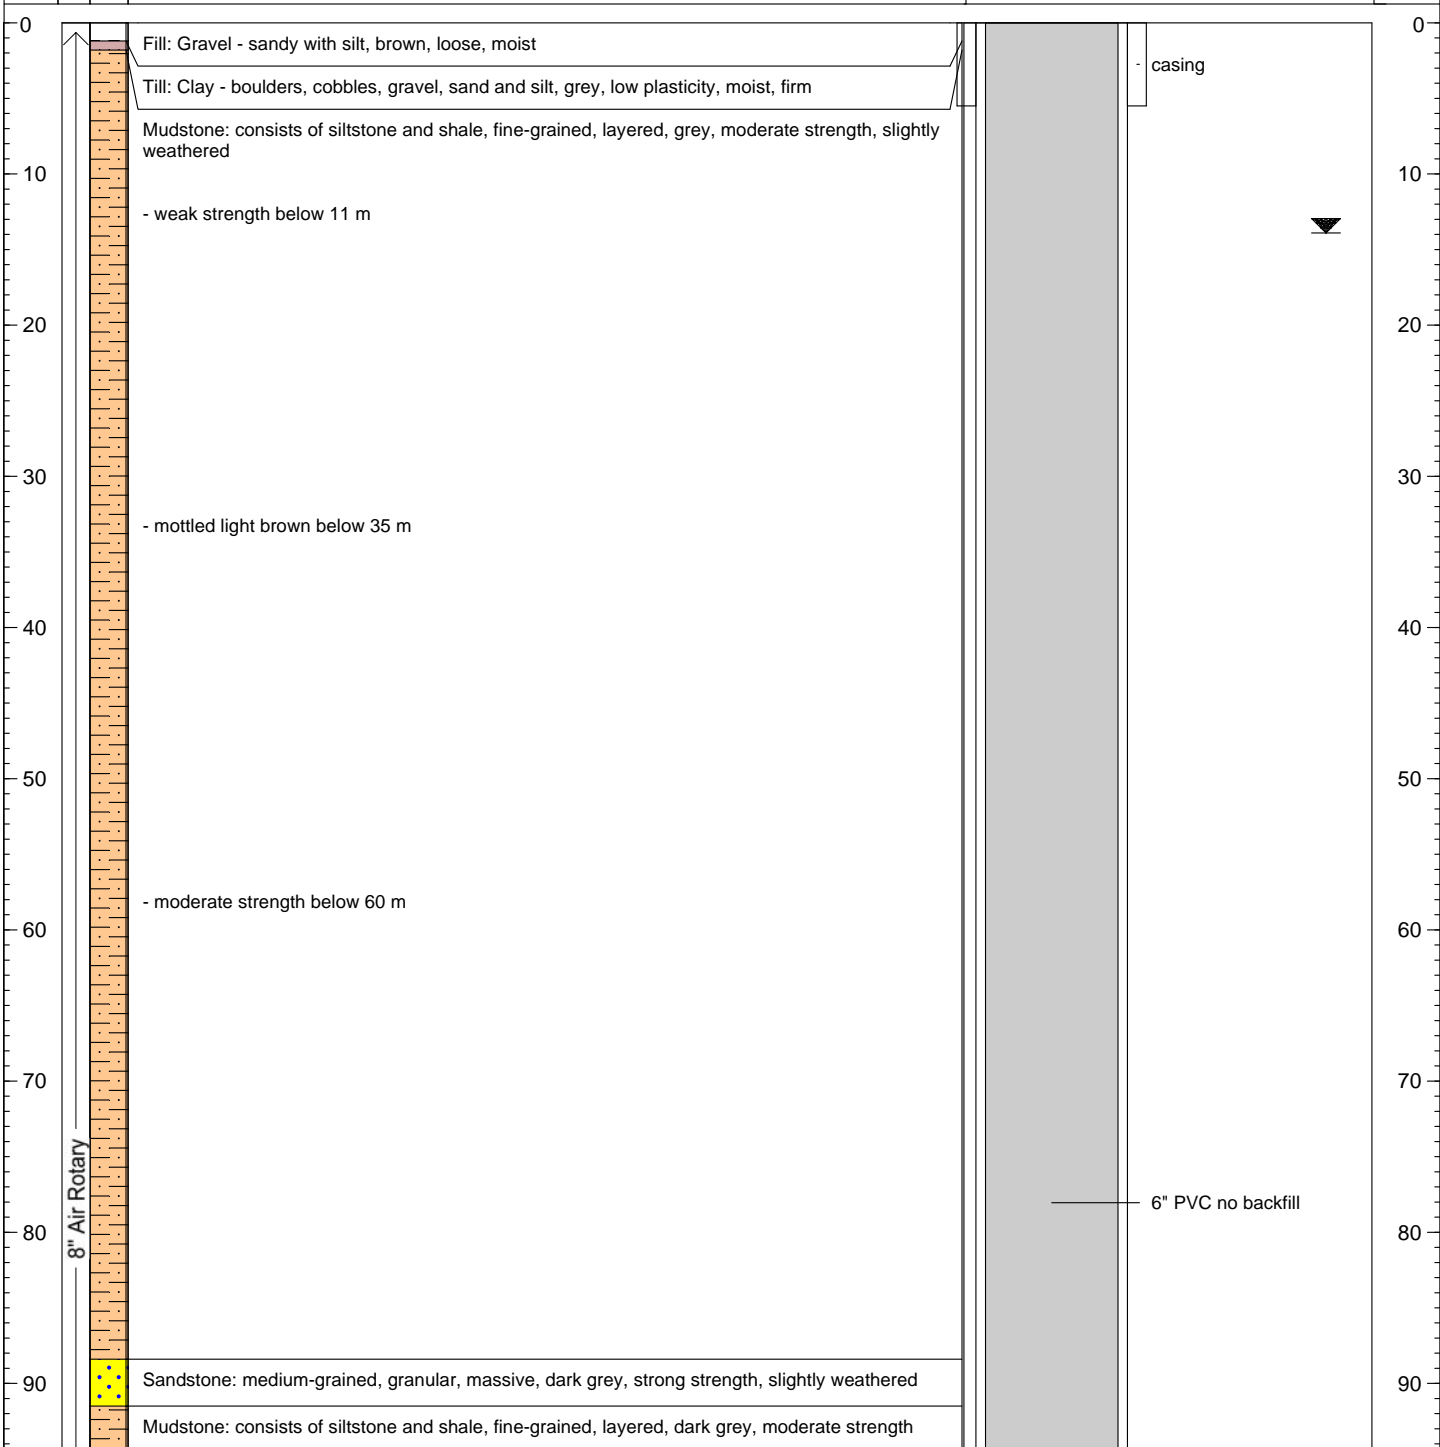 0
Fill: Gravel - sandy with silt, brown, loose, moist
0
casing
Till: Clay - boulders, cobbles, gravel, sand and silt, grey, low plasticity, moist, firm
Mudstone: consists of siltstone and shale, fine-grained, layered, grey, moderate strength, slightly
weathered
10
10
- weak strength below 11 m
20
20
30
30
- mottled light brown below 35 m
40
40
50
50
- moderate strength below 60 m
60
60
70
70
8" Air Rotary
6" PVC no backfill
80
80
Sandstone: medium-grained, granular, massive, dark grey, strong strength, slightly weathered
90
90
Mudstone: consists of siltstone and shale, fine-grained, layered, dark grey, moderate strength